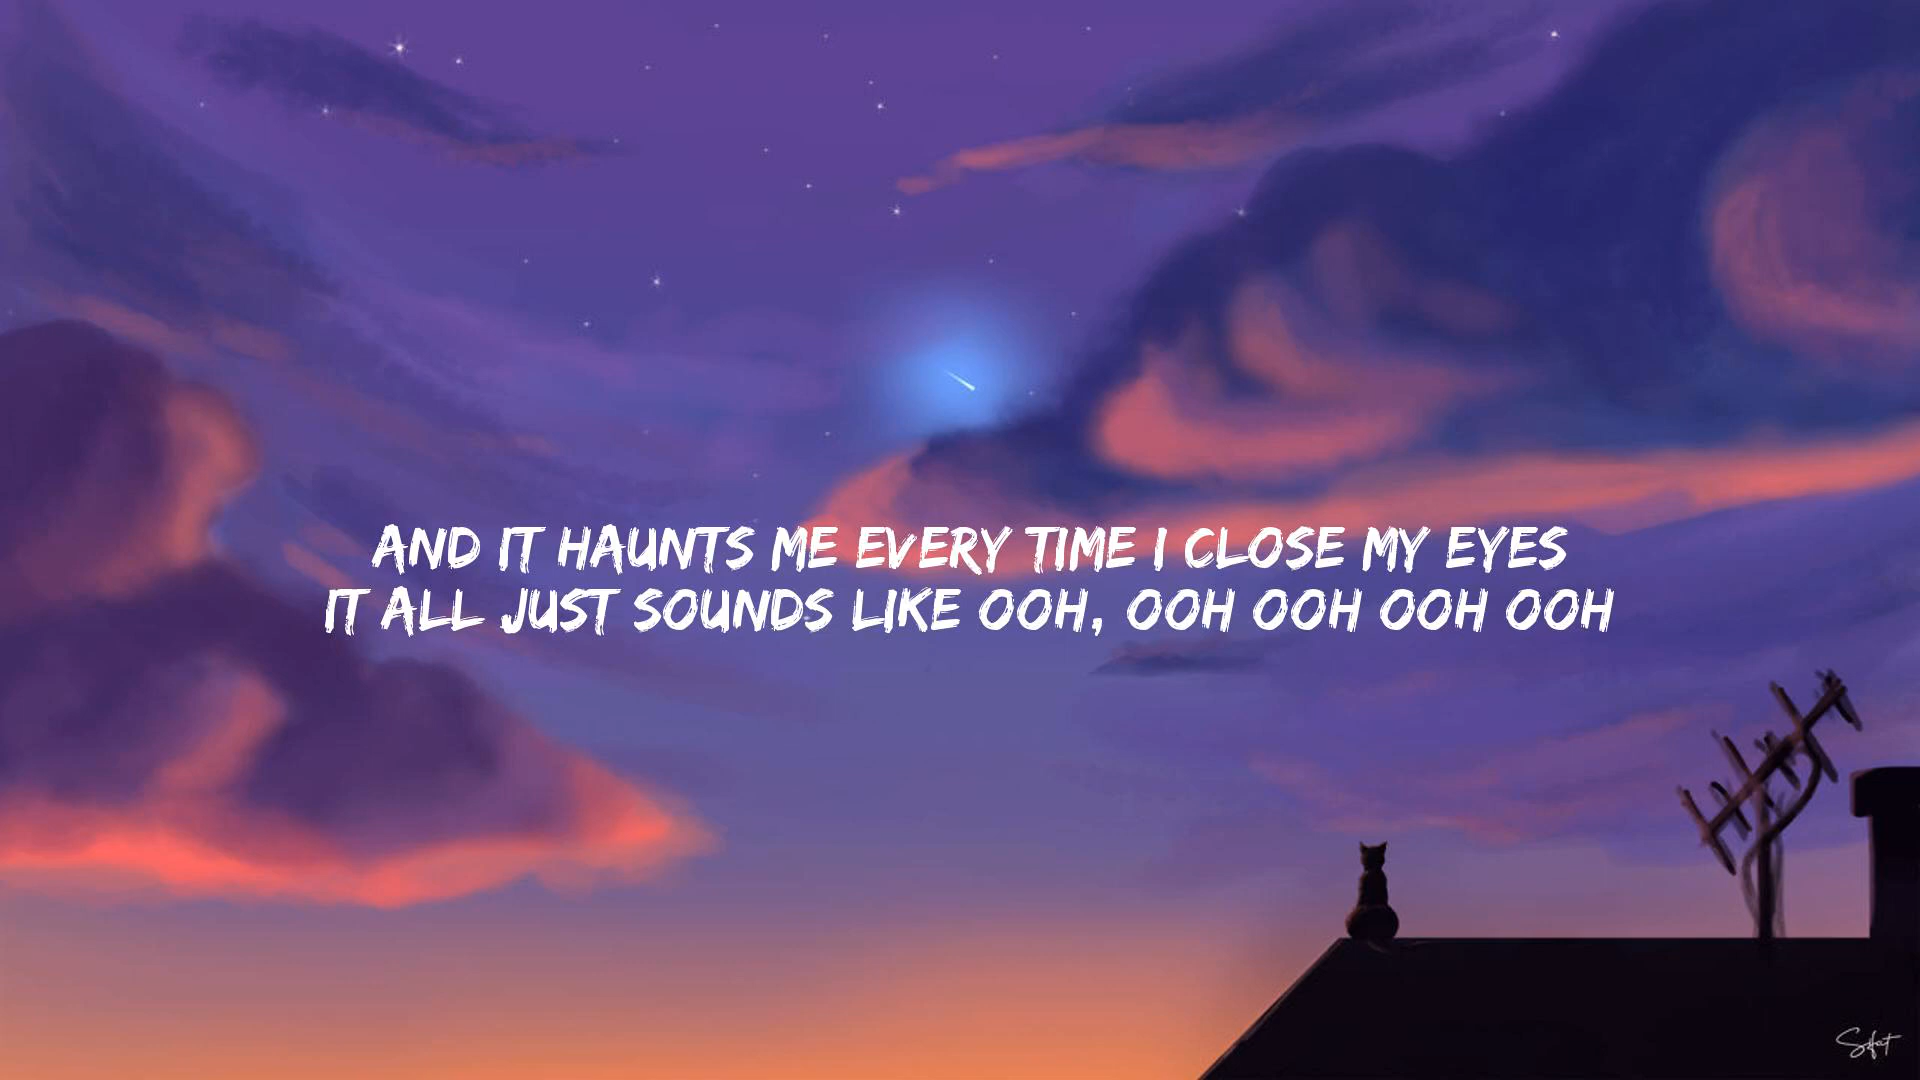 AND IT HAUNTS ME EVERY TIME I CLOSE MY EYES
IT ALL JUST SOUNDS LIKE OOH, OOH OOH OOH OOH